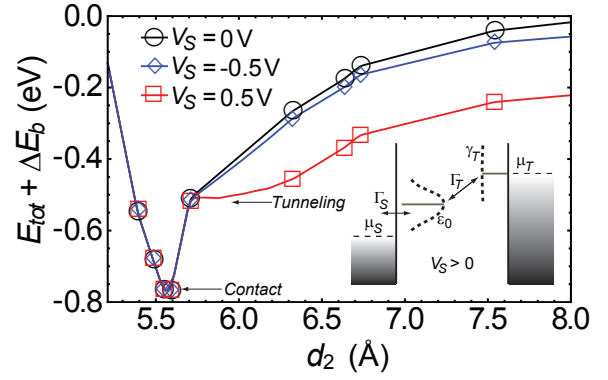 E_tot + ΔE_b (eV)
0.0
-0.2
-0.4
-0.6
-0.8
V_S = 0 V
V_S = -0.5 V
V_S = 0.5 V
Tunneling
Contact
γ_T
Γ_T
μ_T
Γ_S
μ_S
ε_0
V_S > 0
5.5 6.0 6.5 7.0 7.5 8.0
d_2 (Å)